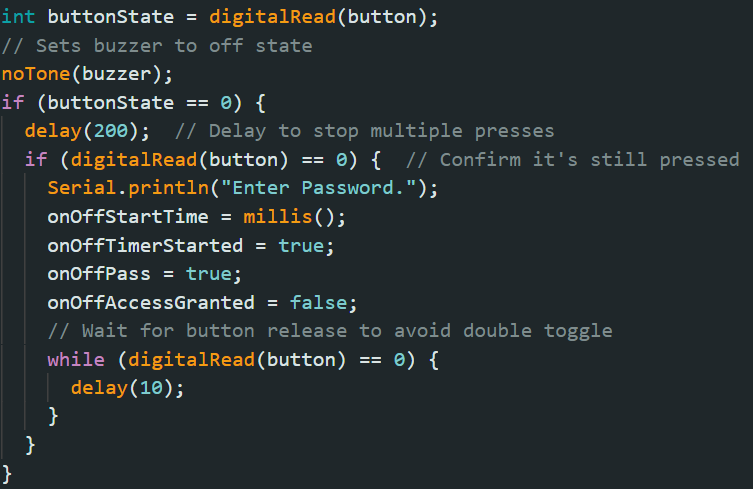 int buttonState = digitalRead(button);
// Sets buzzer to off state
noTone(buzzer);
if (buttonState == 0) {
  delay(200);  // Delay to stop multiple presses
  if (digitalRead(button) == 0) {  // Confirm it's still pressed
    Serial.println("Enter Password.");
    onOffStartTime = millis();
    onOffTimerStarted = true;
    onOffPass = true;
    onOffAccessGranted = false;
    // Wait for button release to avoid double toggle
    while (digitalRead(button) == 0) {
      delay(10);
    }
  }
}